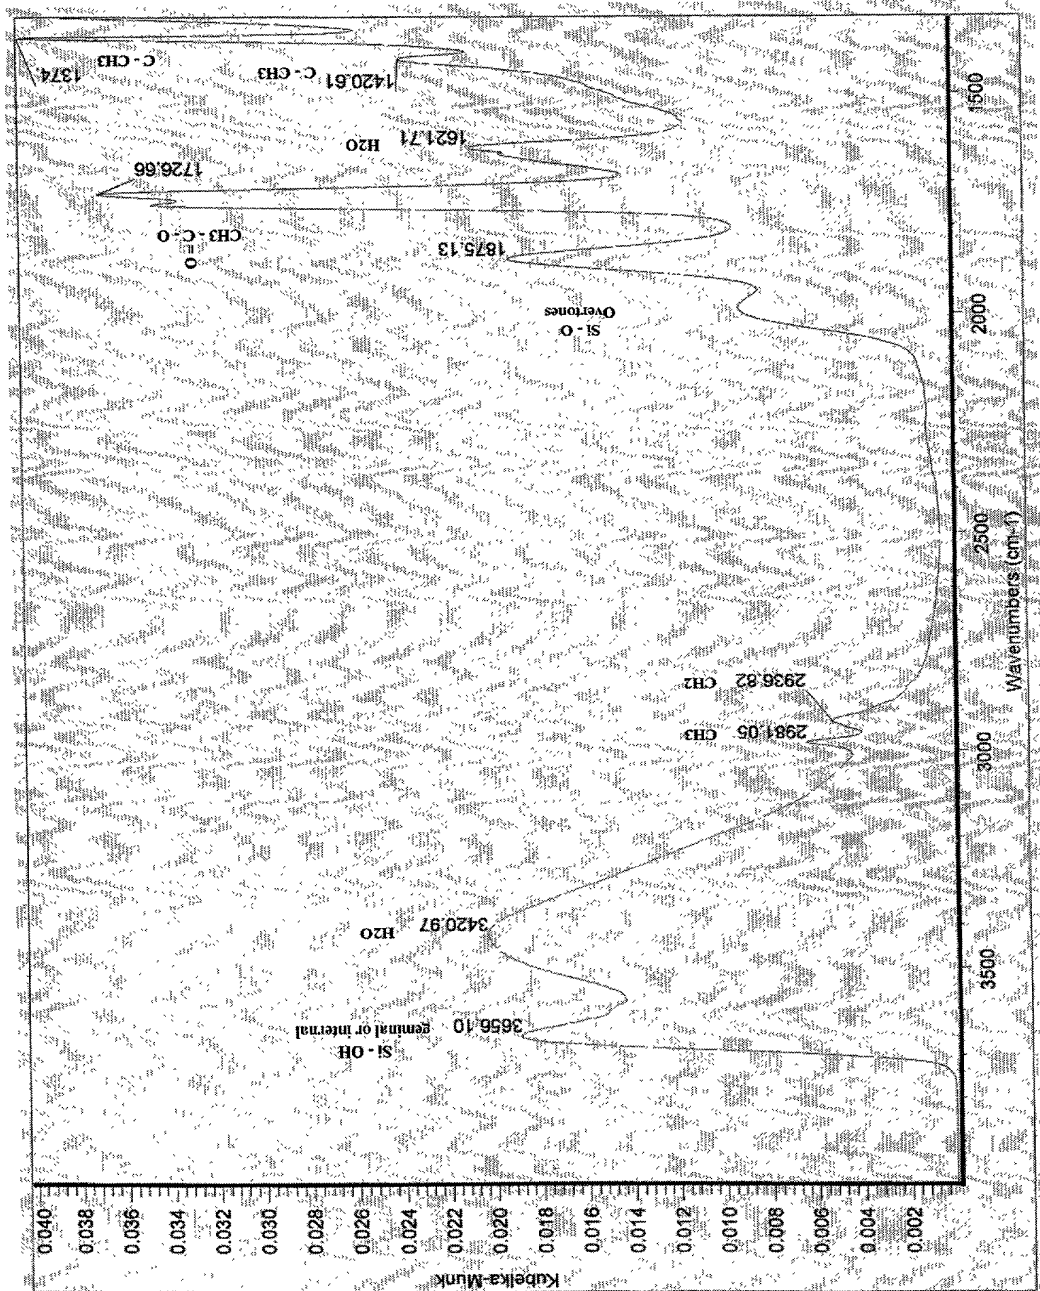 Kubelka-Munk
0.040
0.038
0.036
0.034
0.032
0.030
0.028
0.026
0.024
0.022
0.020
0.018
0.016
0.014
0.012
0.010
0.008
0.006
0.004
0.002
Si - OH
geminal or internal
3656.10
H2O
3420.97
CH3 2981.05
CH2 2936.82
Si - O
Overtones
1875.13
O
=
CH3 - C - O
1726.66
H2O
1621.71
C - CH3
1420.61
C - CH3
1374.
3500
3000
2500
2000
1500
Wavenumbers (cm-1)